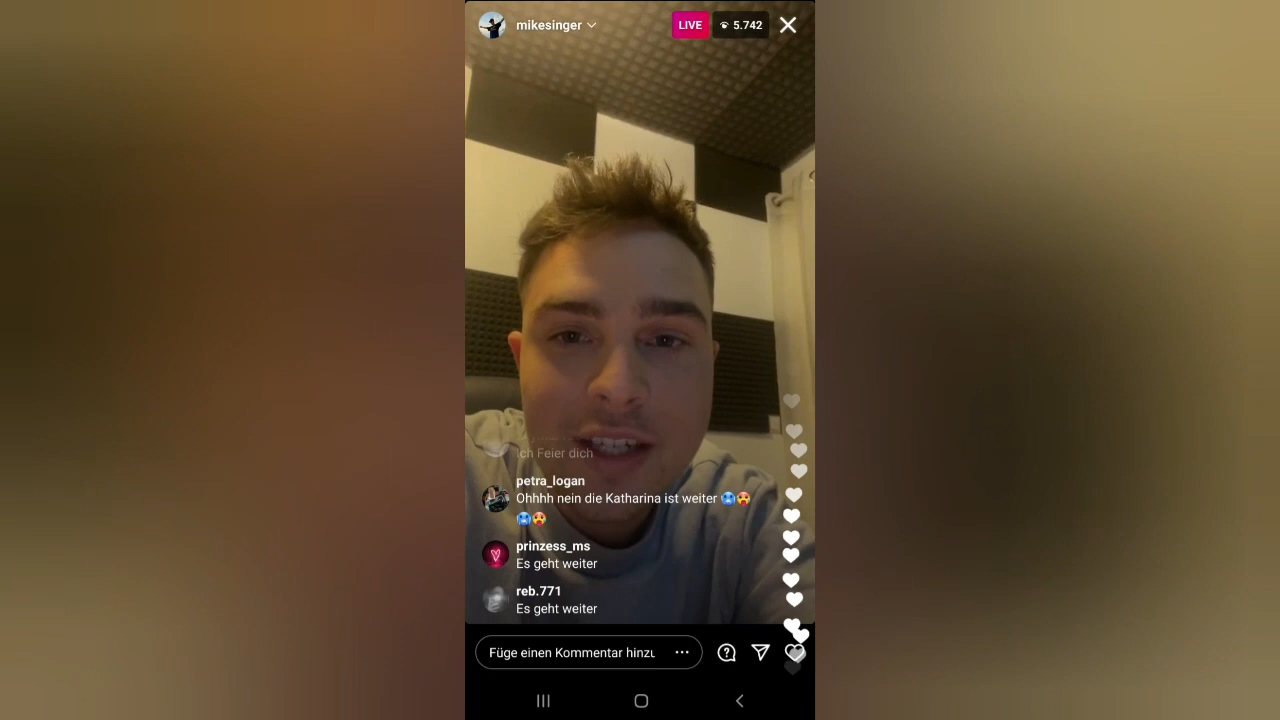 mikesinger
LIVE
5.742
Ich Feier dich
petra_logan
Ohhhh nein die Katharina ist weiter 🥶🥵
🥶🥵
prinzess_ms
Es geht weiter
reb.771
Es geht weiter
Füge einen Kommentar hinzu